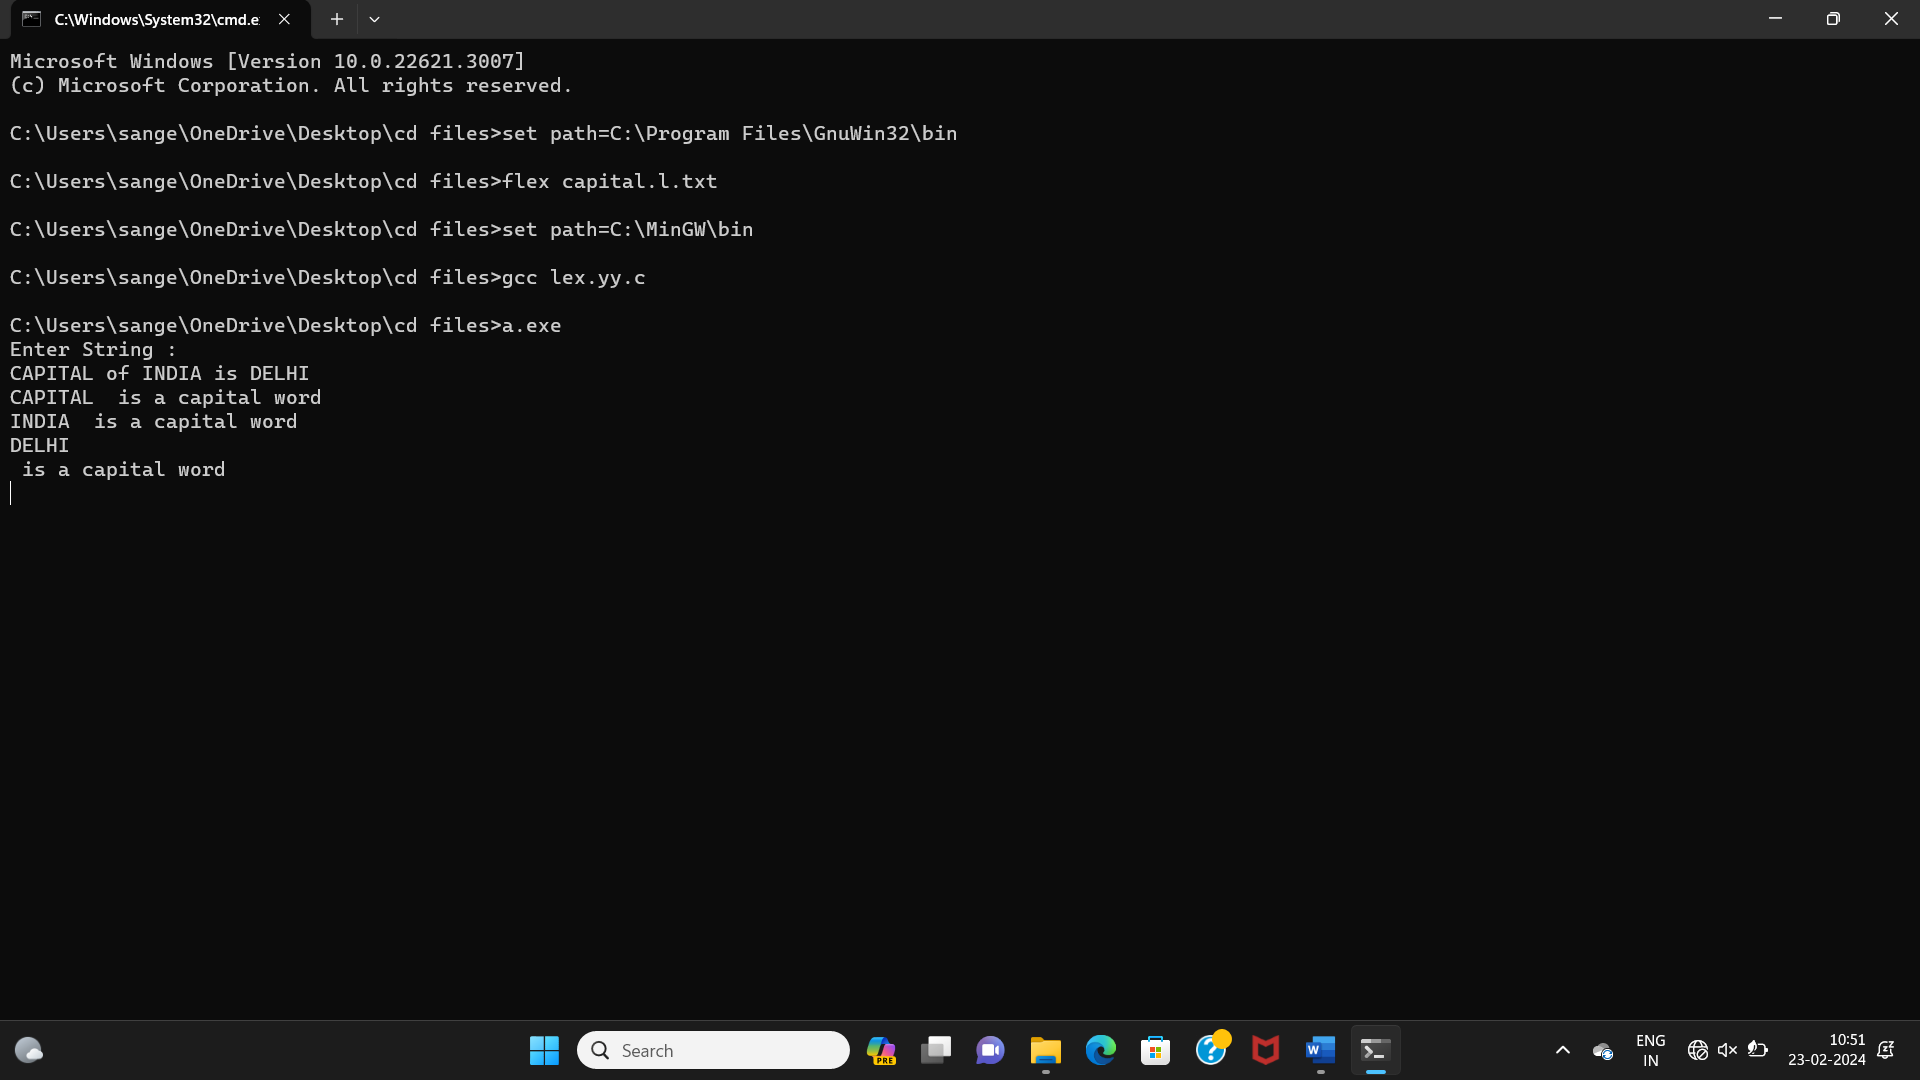 C:\Windows\System32\cmd.e
Microsoft Windows [Version 10.0.22621.3007]
(c) Microsoft Corporation. All rights reserved.
C:\Users\sange\OneDrive\Desktop\cd files>set path=C:\Program Files\GnuWin32\bin
C:\Users\sange\OneDrive\Desktop\cd files>flex capital.l.txt
C:\Users\sange\OneDrive\Desktop\cd files>set path=C:\MinGW\bin
C:\Users\sange\OneDrive\Desktop\cd files>gcc lex.yy.c
C:\Users\sange\OneDrive\Desktop\cd files>a.exe
Enter String :
CAPITAL of INDIA is DELHI
CAPITAL  is a capital word
INDIA  is a capital word
DELHI
 is a capital word
Search
PRE
W
ENG
IN
10:51
23-02-2024